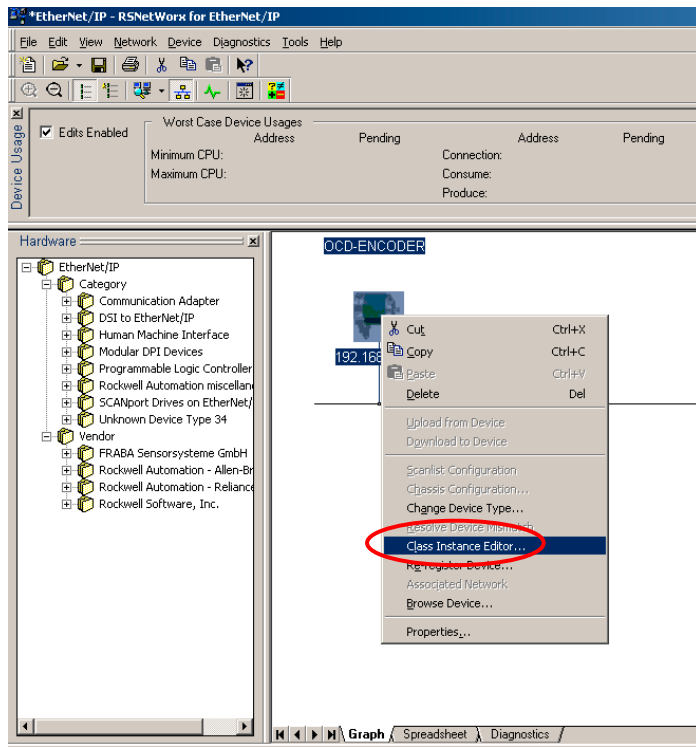 *EtherNet/IP - RSNetWorx for EtherNet/IP
File Edit View Network Device Diagnostics Tools Help
Device Usage
Edits Enabled
Worst Case Device Usages
Address Pending Address Pending
Minimum CPU: Connection:
Maximum CPU: Consume:
Produce:
Hardware
EtherNet/IP
Category
Communication Adapter
DSI to EtherNet/IP
Human Machine Interface
Modular DPI Devices
Programmable Logic Controller
Rockwell Automation miscellan
SCANport Drives on EtherNet/
Unknown Device Type 34
Vendor
FRABA Sensorsysteme GmbH
Rockwell Automation - Allen-Br
Rockwell Automation - Reliance
Rockwell Software, Inc.
OCD-ENCODER
192.168
Cut Ctrl+X
Copy Ctrl+C
Paste Ctrl+V
Delete Del
Upload from Device
Download to Device
Scanlist Configuration
Chassis Configuration...
Change Device Type...
Resolve Device Mismatch
Class Instance Editor...
Re-register Device...
Associated Network
Browse Device...
Properties...
Graph Spreadsheet Diagnostics